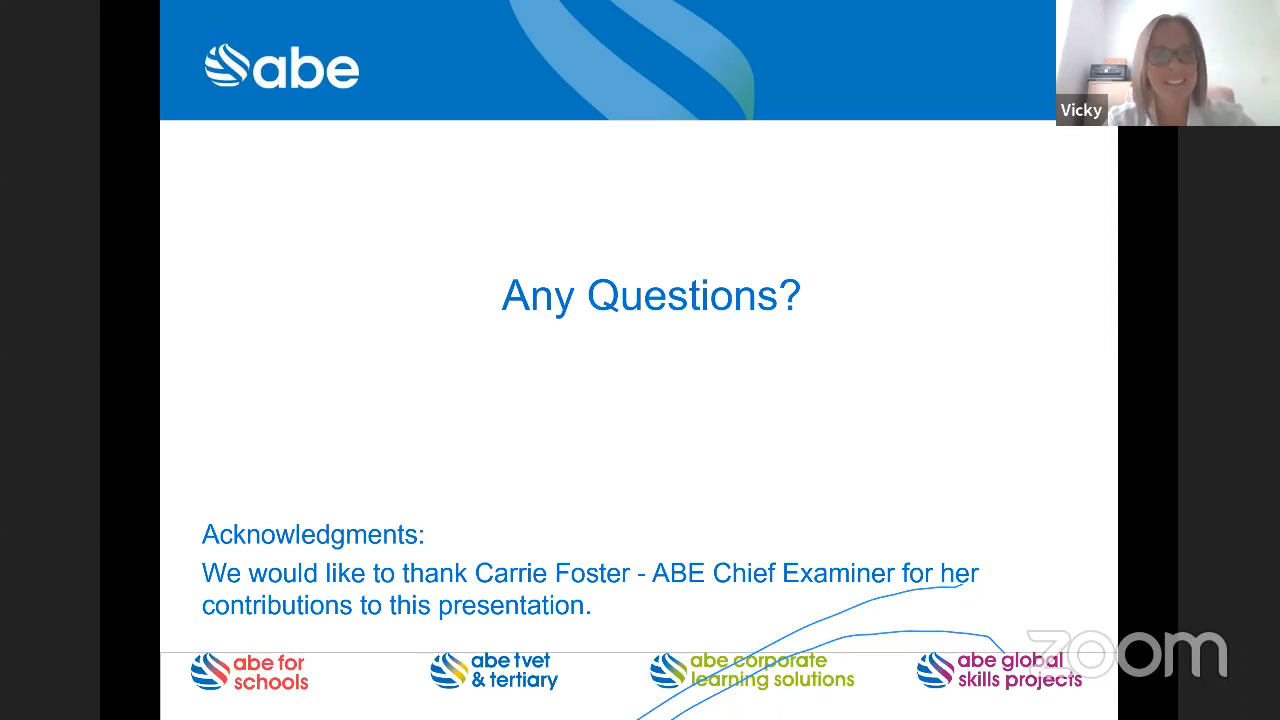 abe
Vicky
Any Questions?
Acknowledgments:
We would like to thank Carrie Foster - ABE Chief Examiner for her
contributions to this presentation.
abe for
schools
abe tvet
& tertiary
abe corporate
learning solutions
abe global
skills projects
zoom